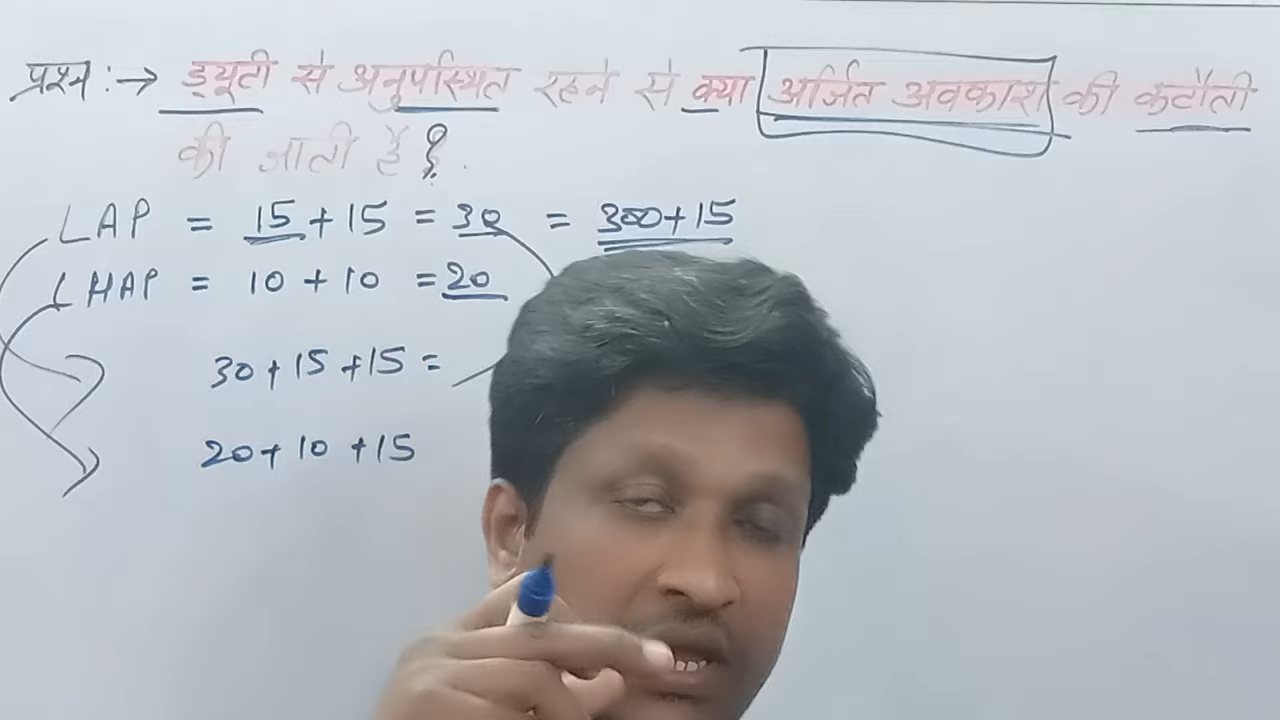 प्रश्न :→ ड्यूटी से अनुपस्थित रहने से क्या अर्जित अवकाश की कटौती
की जाती है ?
LAP = 15 + 15 = 30 = 300 + 15
LHAP = 10 + 10 = 20
30 + 15 + 15 =
20 + 10 + 15